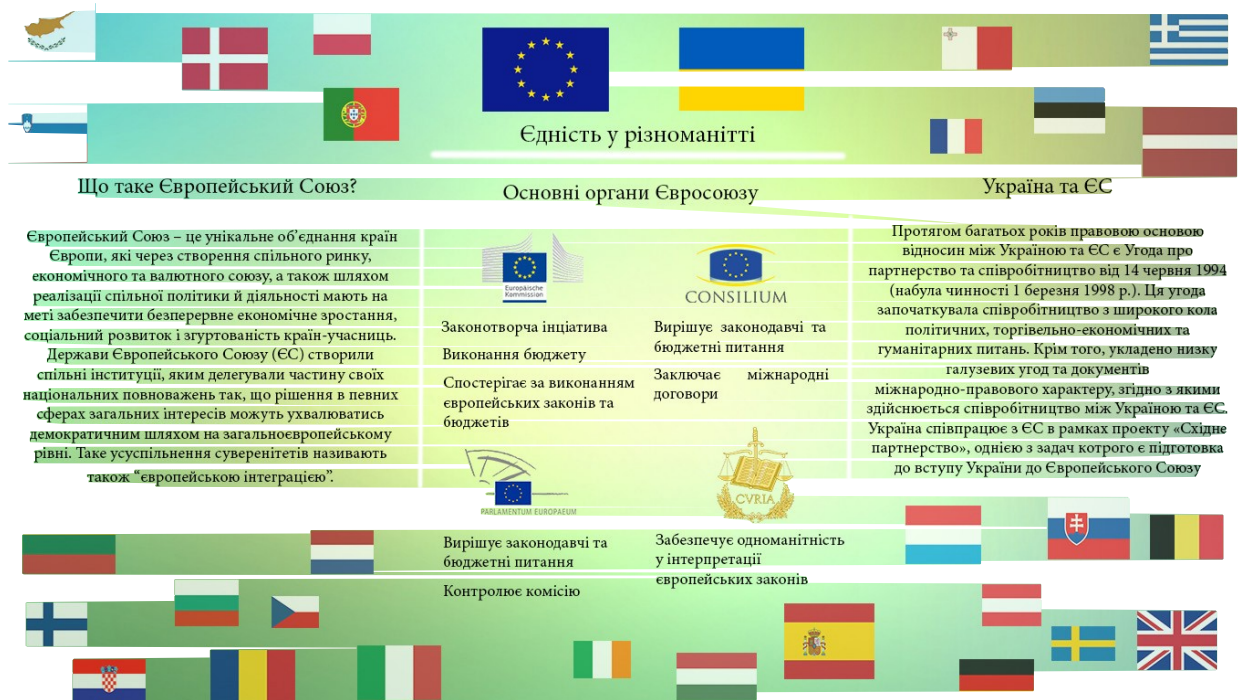 Єдність у різноманітті
Що таке Європейський Союз?
Європейський Союз – це унікальне об’єднання країн
Європи, які через створення спільного ринку,
економічного та валютного союзу, а також шляхом
реалізації спільної політики й діяльності мають на
меті забезпечити безперервне економічне зростання,
соціальний розвиток і згуртованість країн-учасниць.
Держави Європейського Союзу (ЄС) створили
спільні інституції, яким делегували частину своїх
національних повноважень так, що рішення в певних
сферах загальних інтересів можуть ухвалюватись
демократичним шляхом на загальноєвропейському
рівні. Таке усуспільнення суверенітетів називають
також “європейською інтеграцією”.
Основні органи Євросоюзу
Europäische
Kommission
Законотворча інціатива
Виконання бюджету
Спостерігає за виконанням
європейських законів та
бюджетів
CONSILIUM
Вирішує законодавчі та
бюджетні питання
Заключає міжнародні
договори
PARLAMENTUM EUROPAEUM
Вирішує законодавчі та
бюджетні питання
Контролює комісію
CVRIA
Забезпечує одноманітність
у інтерпретації
європейських законів
Україна та ЄС
Протягом багатьох років правовою основою
відносин між Україною та ЄС є Угода про
партнерство та співробітництво від 14 червня 1994
(набула чинності 1 березня 1998 р.). Ця угода
започаткувала співробітництво з широкого кола
політичних, торгівельно-економічних та
гуманітарних питань. Крім того, укладено низку
галузевих угод та документів
міжнародно-правового характеру, згідно з якими
здійснюється співробітництво між Україною та ЄС.
Україна співпрацює з ЄС в рамках проекту «Східне
партнерство», однією з задач котрого є підготовка
до вступу України до Європейського Союзу